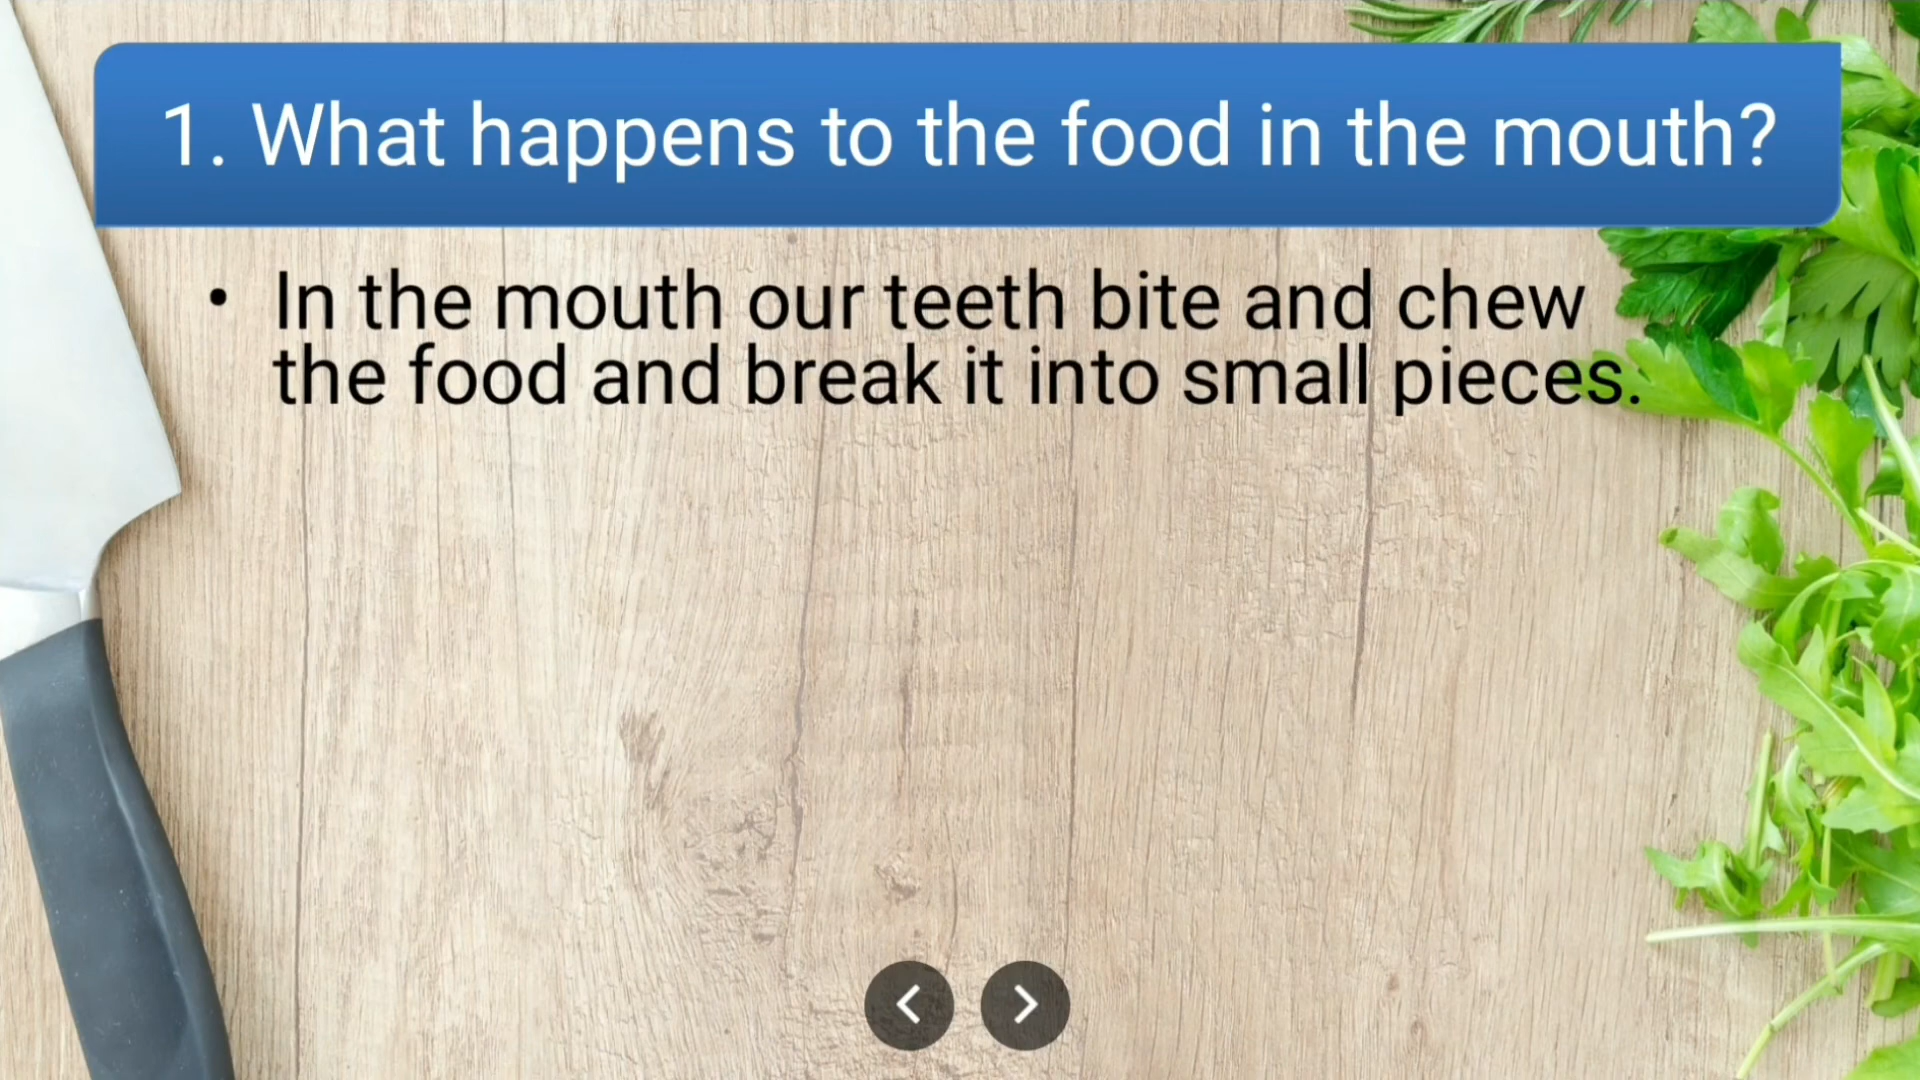 1. What happens to the food in the mouth?
• In the mouth our teeth bite and chew
the food and break it into small pieces.